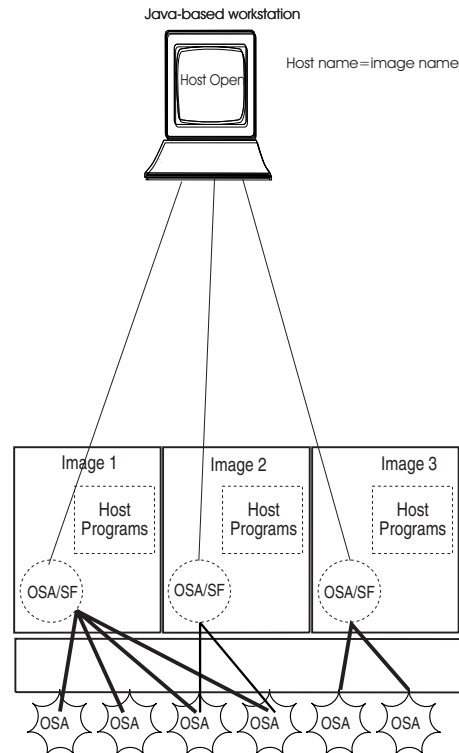 Java-based workstation
Host name=image name
Host Open
Image 1
Image 2
Image 3
Host
Programs
Host
Programs
Host
Programs
OSA/SF
OSA/SF
OSA/SF
OSA
OSA
OSA
OSA
OSA
OSA